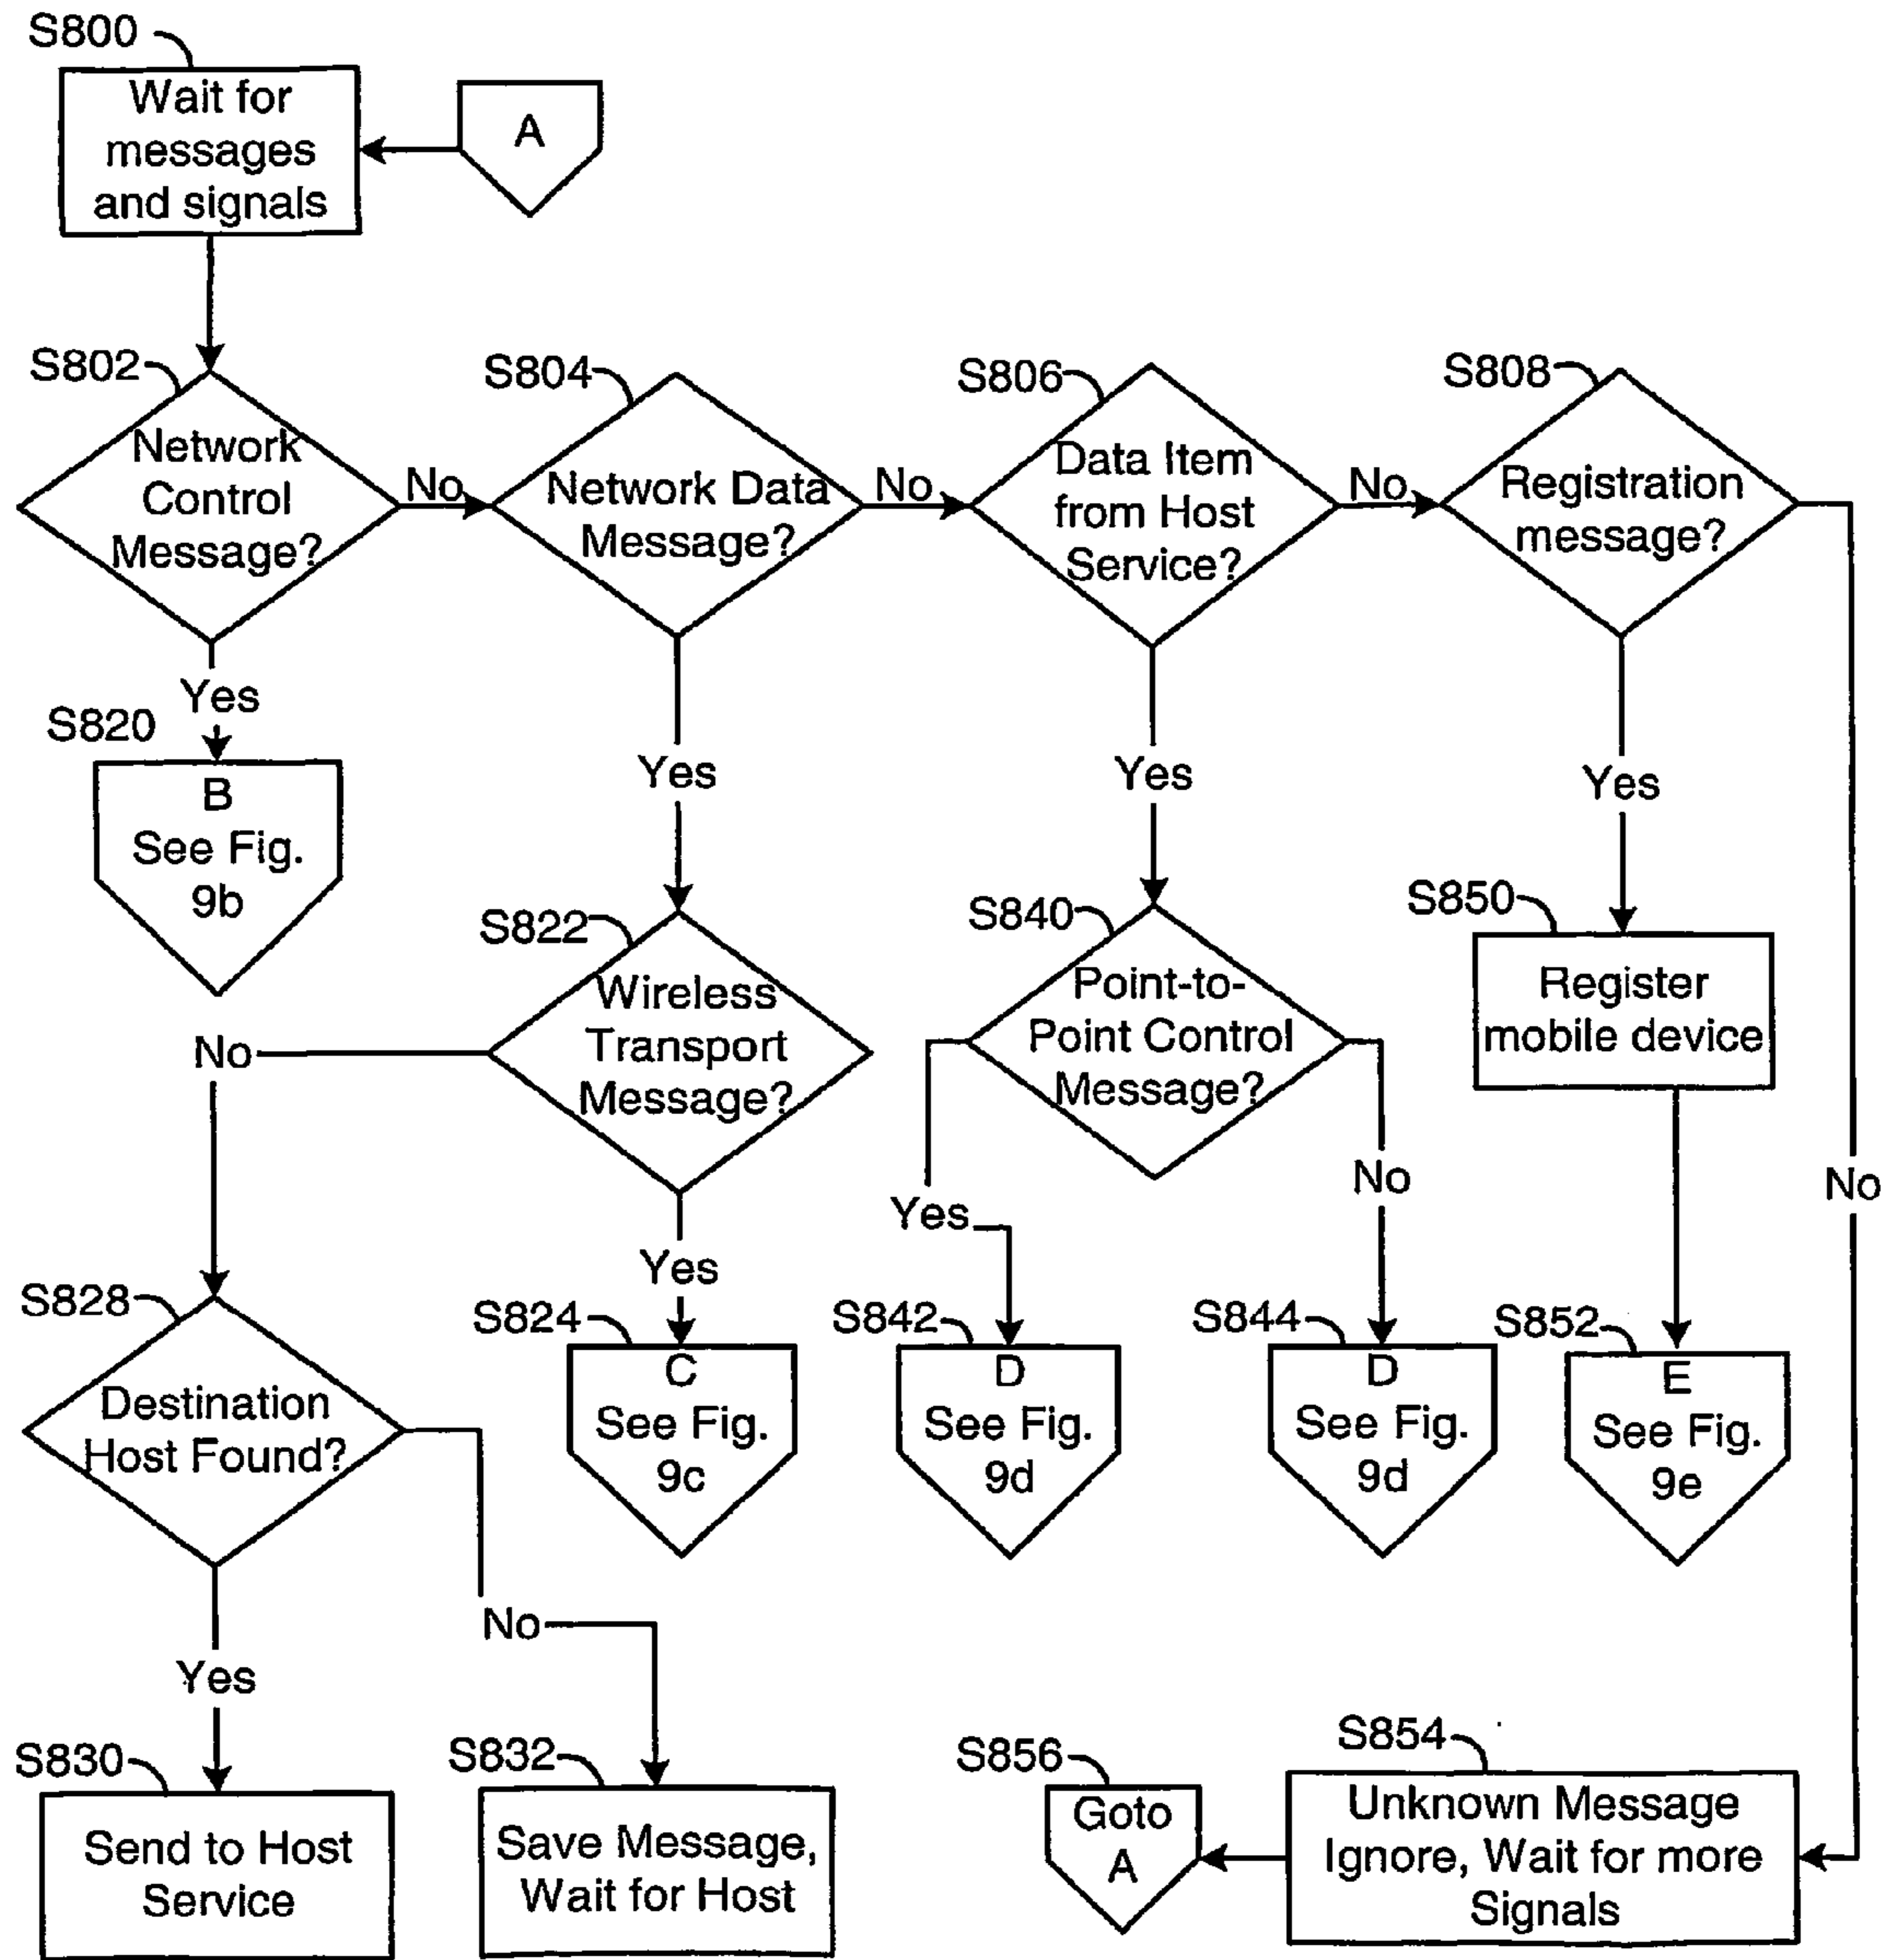 S800
Wait for
messages
and signals
A
S802
Network
Control
Message?
No
S804
Network Data
Message?
No
S806
Data Item
from Host
Service?
No
S808
Registration
message?
Yes
Yes
Yes
Yes
No
S820
B
See Fig.
9b
S822
Wireless
Transport
Message?
No
Yes
S840
Point-to-
Point Control
Message?
Yes
No
S850
Register
mobile device
S828
Destination
Host Found?
Yes
No
S824
C
See Fig.
9c
S842
D
See Fig.
9d
S844
D
See Fig.
9d
S852
E
See Fig.
9e
S830
Send to Host
Service
S832
Save Message,
Wait for Host
S856
Goto
A
S854
Unknown Message
Ignore, Wait for more
Signals